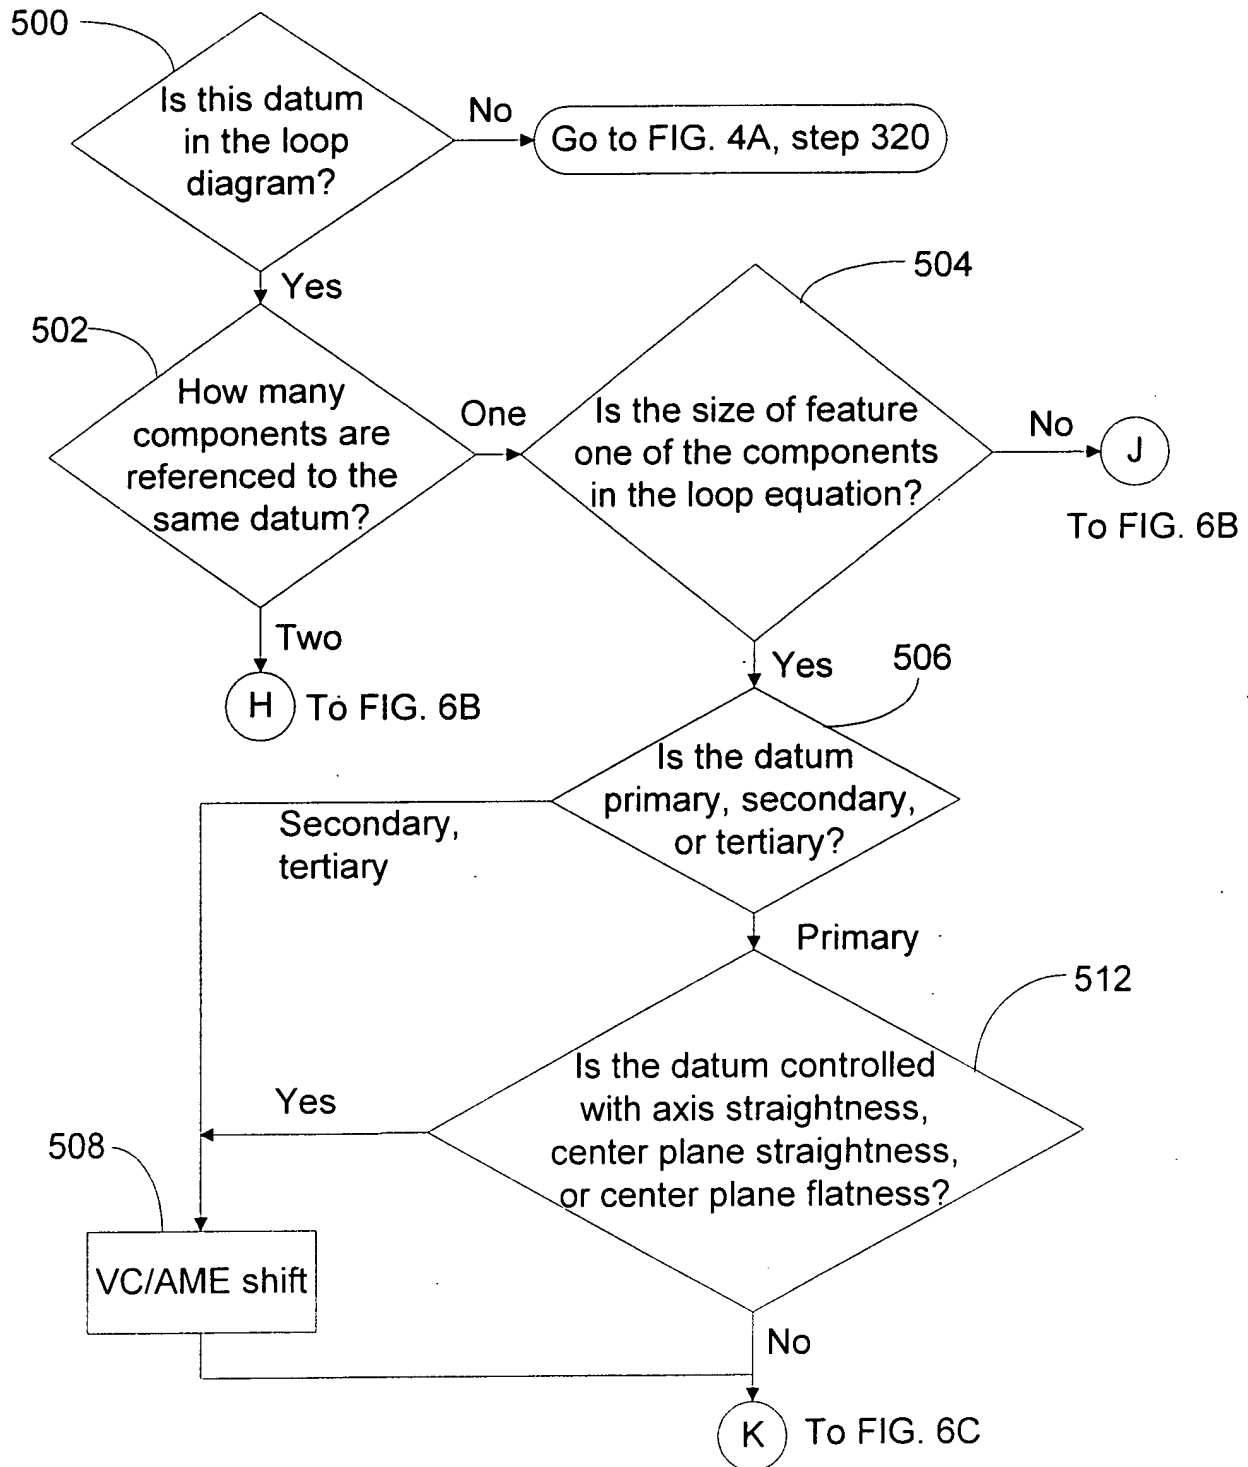 500
Is this datum
in the loop
diagram?
No
Go to FIG. 4A, step 320
Yes
502
How many
components are
referenced to the
same datum?
One
504
Is the size of feature
one of the components
in the loop equation?
No
J
To FIG. 6B
Two
H
To FIG. 6B
Yes
506
Is the datum
primary, secondary,
or tertiary?
Secondary,
tertiary
Primary
512
Is the datum controlled
with axis straightness,
center plane straightness,
or center plane flatness?
Yes
508
VC/AME shift
No
K
To FIG. 6C